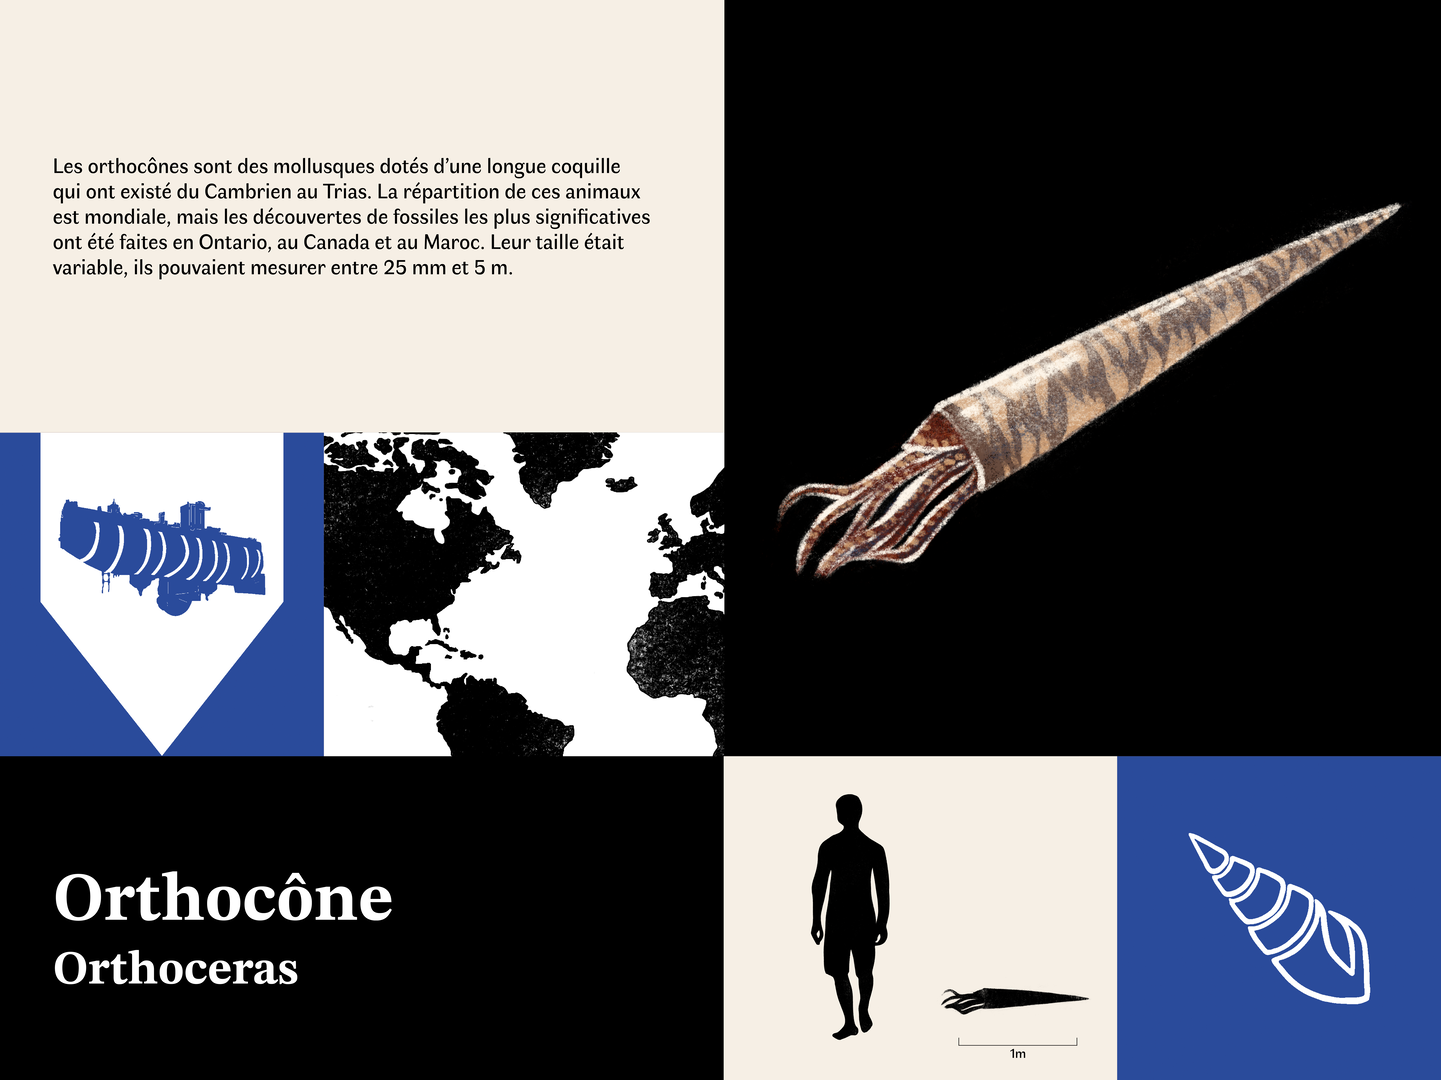 Les orthocônes sont des mollusques dotés d’une longue coquille
qui ont existé du Cambrien au Trias. La répartition de ces animaux
est mondiale, mais les découvertes de fossiles les plus significatives
ont été faites en Ontario, au Canada et au Maroc. Leur taille était
variable, ils pouvaient mesurer entre 25 mm et 5 m.
Orthocône
Orthoceras
1m